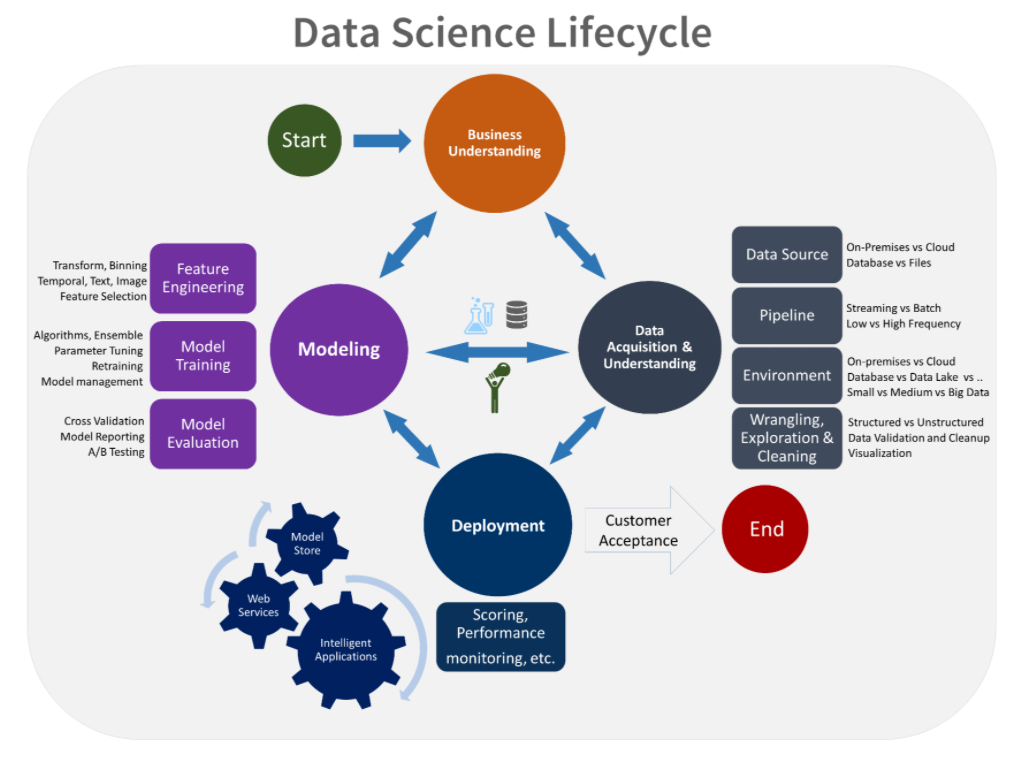 Data Science Lifecycle
Start
Business
Understanding
Transform, Binning
Temporal, Text, Image
Feature Selection
Feature
Engineering
Algorithms, Ensemble
Parameter Tuning
Retraining
Model management
Model
Training
Cross Validation
Model Reporting
A/B Testing
Model
Evaluation
Modeling
Data
Acquisition &
Understanding
Data Source
On-Premises vs Cloud
Database vs Files
Pipeline
Streaming vs Batch
Low vs High Frequency
Environment
On-premises vs Cloud
Database vs Data Lake vs ..
Small vs Medium vs Big Data
Wrangling,
Exploration &
Cleaning
Structured vs Unstructured
Data Validation and Cleanup
Visualization
Deployment
Customer
Acceptance
End
Scoring,
Performance
monitoring, etc.
Model
Store
Web
Services
Intelligent
Applications